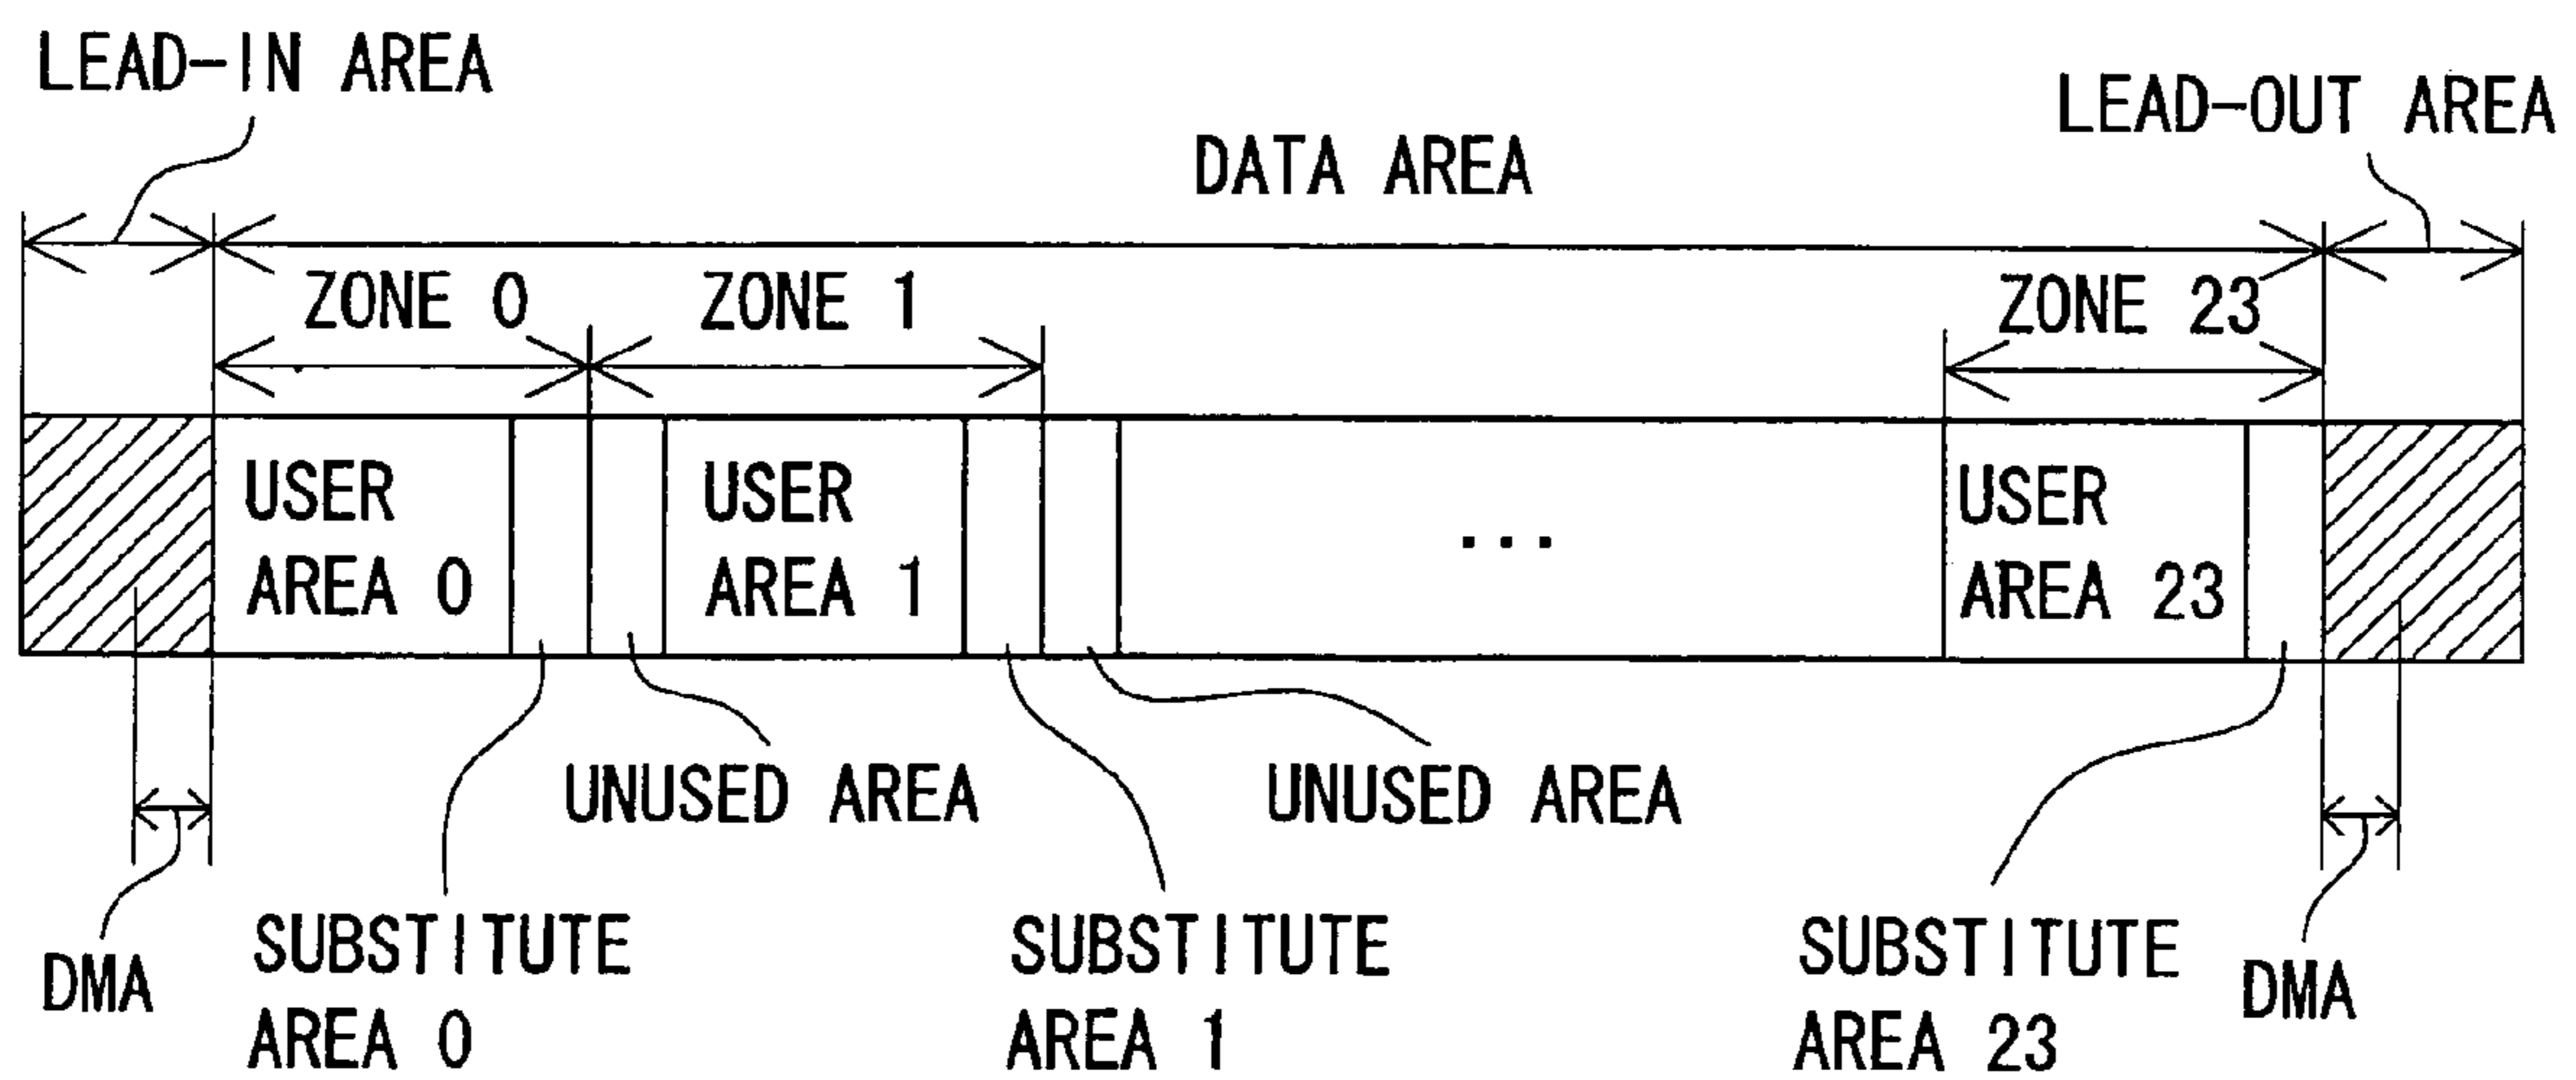 LEAD-IN AREA
LEAD-OUT AREA
DATA AREA
ZONE 0
ZONE 1
ZONE 23
USER
AREA 0
USER
AREA 1
...
USER
AREA 23
UNUSED AREA
UNUSED AREA
DMA
SUBSTITUTE
AREA 0
SUBSTITUTE
AREA 1
SUBSTITUTE
AREA 23
DMA